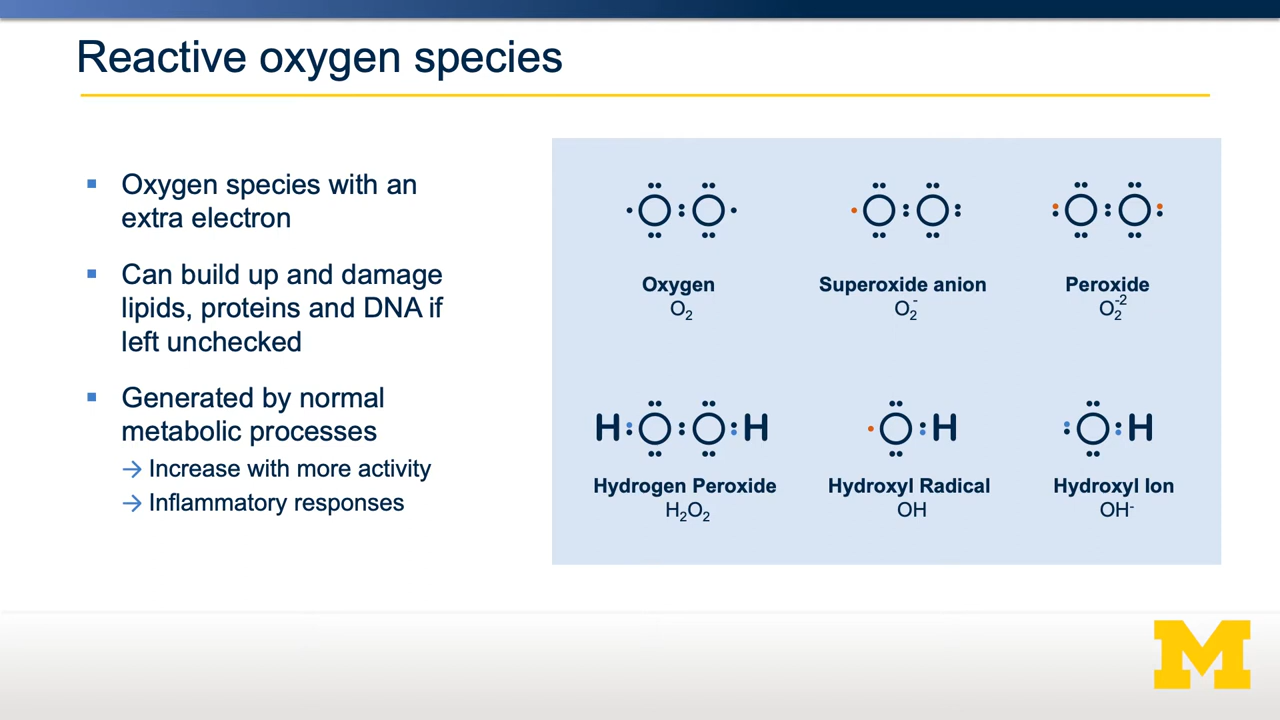 Reactive oxygen species
Oxygen species with an
extra electron
Can build up and damage
lipids, proteins and DNA if
left unchecked
Generated by normal
metabolic processes
→ Increase with more activity
→ Inflammatory responses
Oxygen
O₂
Superoxide anion
O₂⁻
Peroxide
O₂⁻²
H H
Hydrogen Peroxide
H₂O₂
H
Hydroxyl Radical
OH
H
Hydroxyl Ion
OH⁻
M